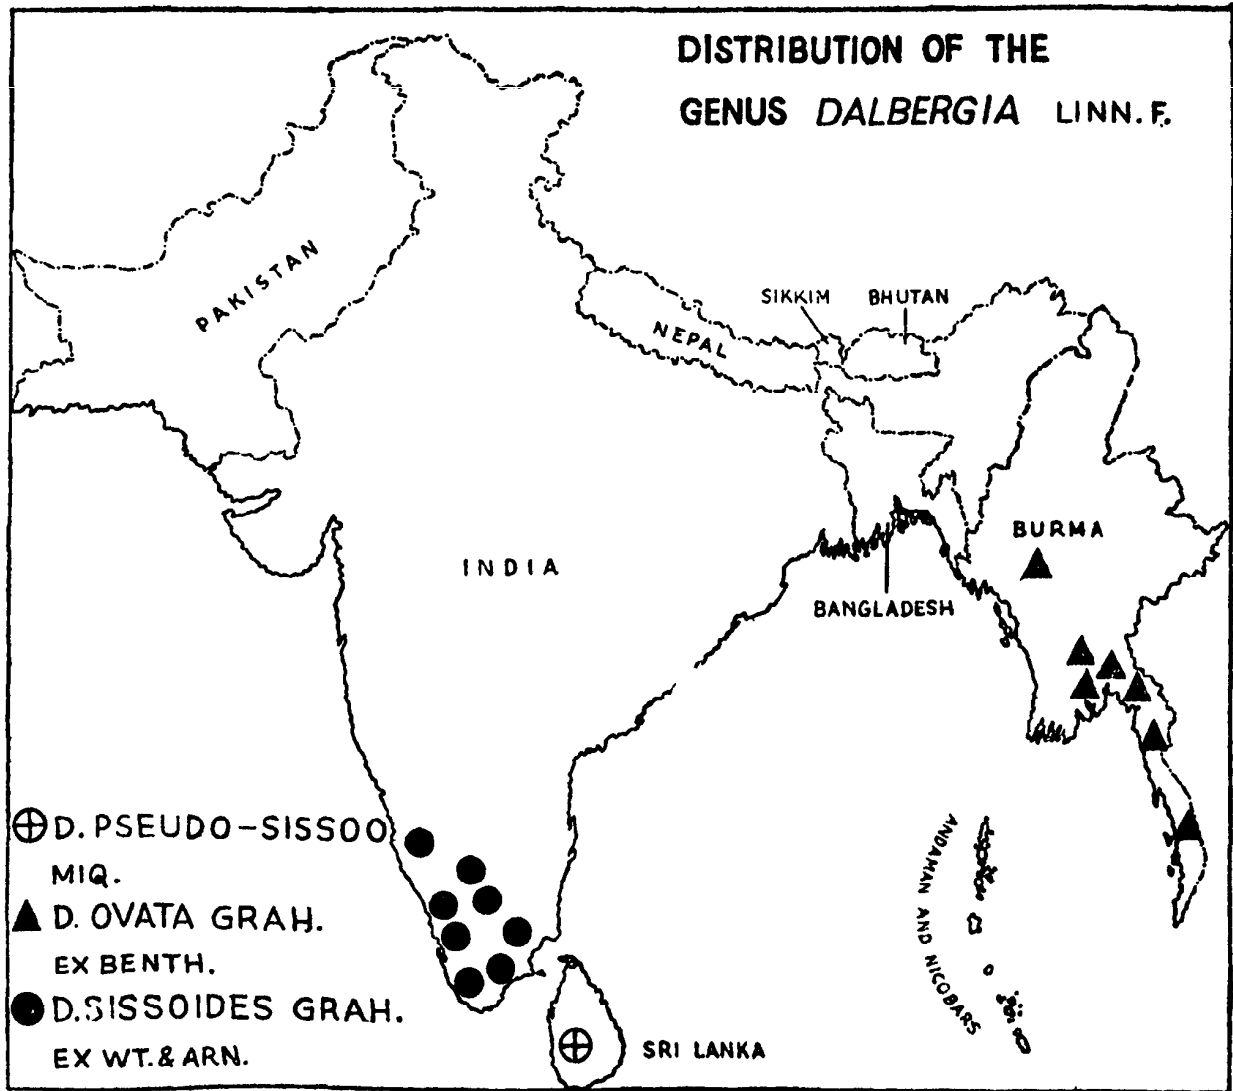 DISTRIBUTION OF THE
GENUS DALBERGIA LINN. F.
PAKISTAN
SIKKIM
BHUTAN
NEPAL
BURMA
INDIA
BANGLADESH
D. PSEUDO-SISSOO
MIQ.
D. OVATA GRAH.
EX BENTH.
D. SISSOIDES GRAH.
EX WT. & ARN.
ANDAMAN AND NICOBARS
SRI LANKA